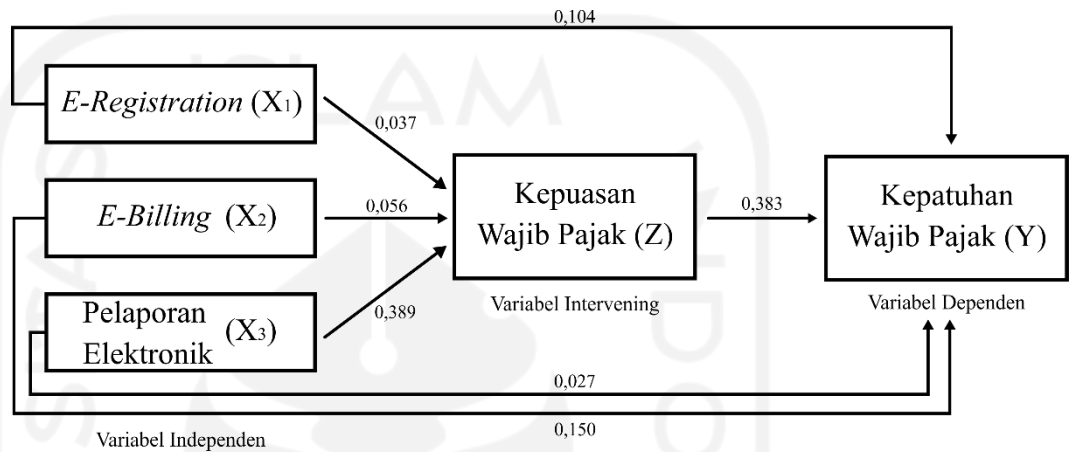 0,104
E-Registration (X1)
0,037
E-Billing (X2)
0,056
Pelaporan
Elektronik (X3)
0,389
Kepuasan
Wajib Pajak (Z)
Variabel Intervening
0,383
Kepatuhan
Wajib Pajak (Y)
Variabel Dependen
0,027
0,150
Variabel Independen
ISLAM